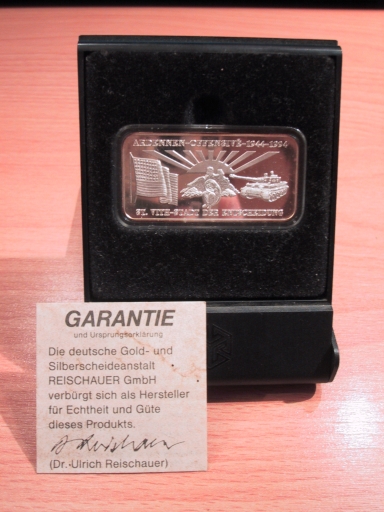 ARDENNEN-OFFENSIVE-1944-1994
ST. VITH-STADT DER ENTSCHEIDUNG
GARANTIE
und Ursprungserklärung
Die deutsche Gold- und
Silberscheideanstalt
REISCHAUER GmbH
verbürgt sich als Hersteller
für Echtheit und Güte
dieses Produkts.
(Dr.-Ulrich Reischauer)